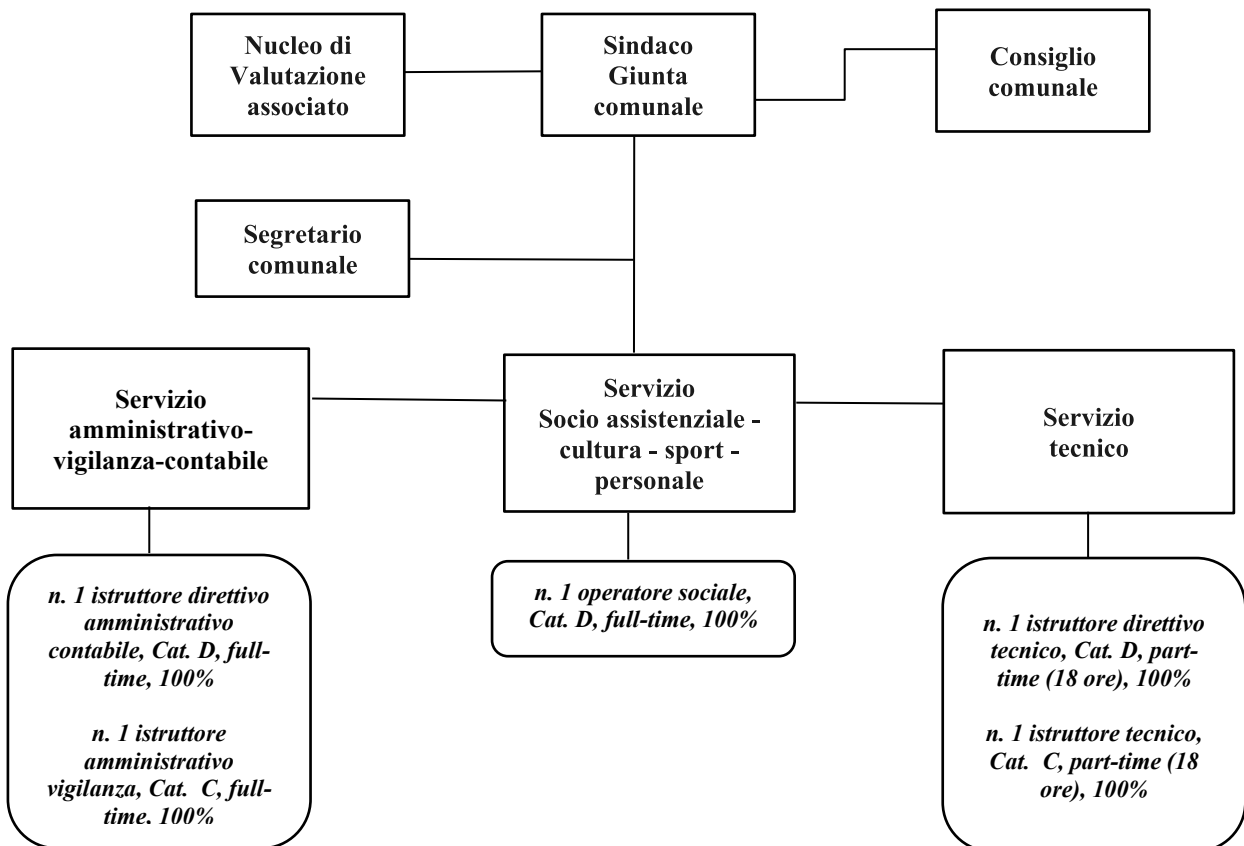 Nucleo di
Valutazione
associato
Sindaco
Giunta
comunale
Consiglio
comunale
Segretario
comunale
Servizio
amministrativo-
vigilanza-contabile
Servizio
Socio assistenziale -
cultura - sport -
personale
Servizio
tecnico
n. 1 istruttore direttivo
amministrativo
contabile, Cat. D, full-
time, 100%
n. 1 istruttore
amministrativo
vigilanza, Cat. C, full-
time, 100%
n. 1 operatore sociale,
Cat. D, full-time, 100%
n. 1 istruttore direttivo
tecnico, Cat. D, part-
time (18 ore), 100%
n. 1 istruttore tecnico,
Cat. C, part-time (18
ore), 100%